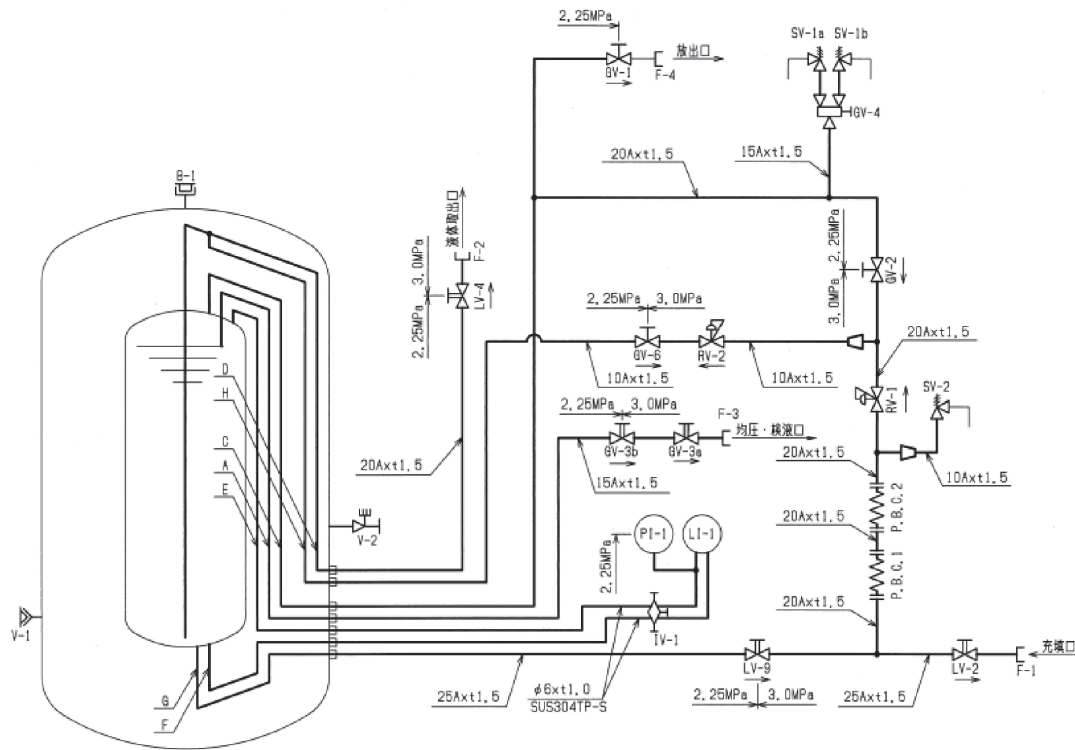 2.25MPa
GV-1
F-4
放出口
SV-1a
SV-1b
GV-4
20Axt1.5
15Axt1.5
B-1
液体取出口
F-2
3.0MPa
2.25MPa
LV-4
2.25MPa
3.0MPa
GV-2
2.25MPa
3.0MPa
GV-6
RV-2
10Axt1.5
10Axt1.5
20Axt1.5
RV-1
SV-2
D
H
C
A
E
2.25MPa
3.0MPa
F-3
均圧・検液口
GV-3b
GV-3a
15Axt1.5
20Axt1.5
20Axt1.5
10Axt1.5
P.B.C.2
20Axt1.5
P.B.C.1
20Axt1.5
V-2
PI-1
LI-1
2.25MPa
V-1
IV-1
G
F
25Axt1.5
φ6xt1.0
SUS304TP-S
LV-9
2.25MPa
3.0MPa
LV-2
25Axt1.5
F-1
充填口